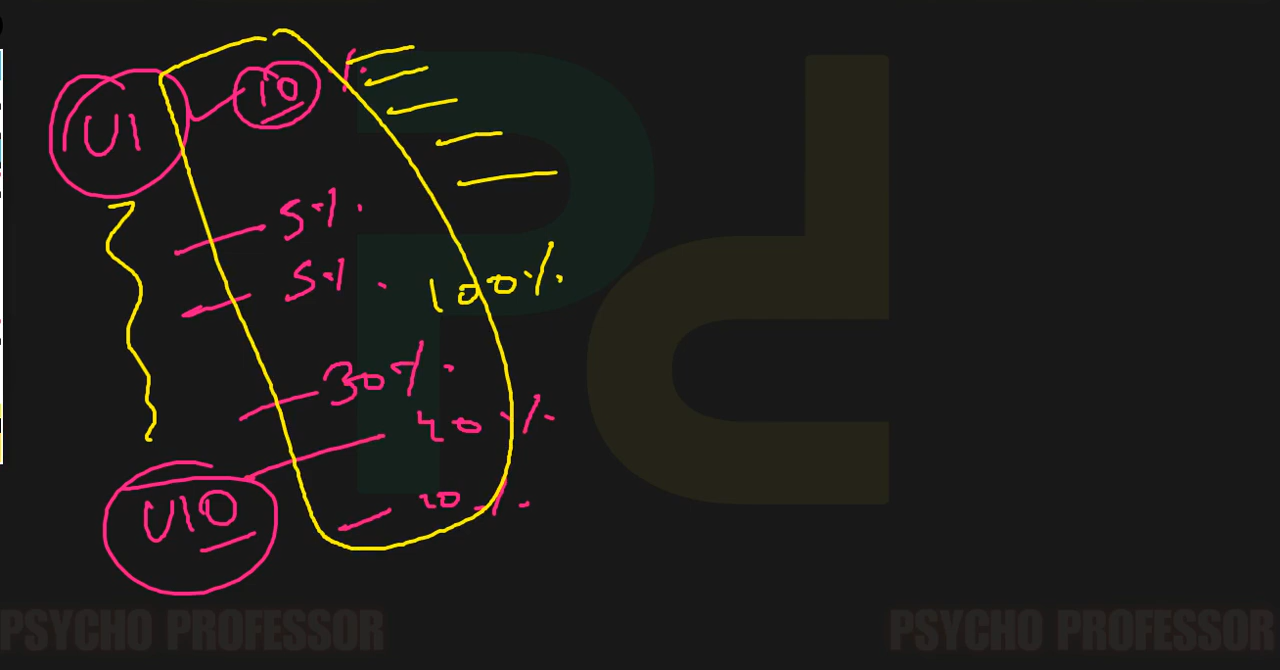 U1
10 %
5%
5%
100%
30%
40%
20 %
U10
PSYCHO PROFESSOR
PSYCHO PROFESSOR